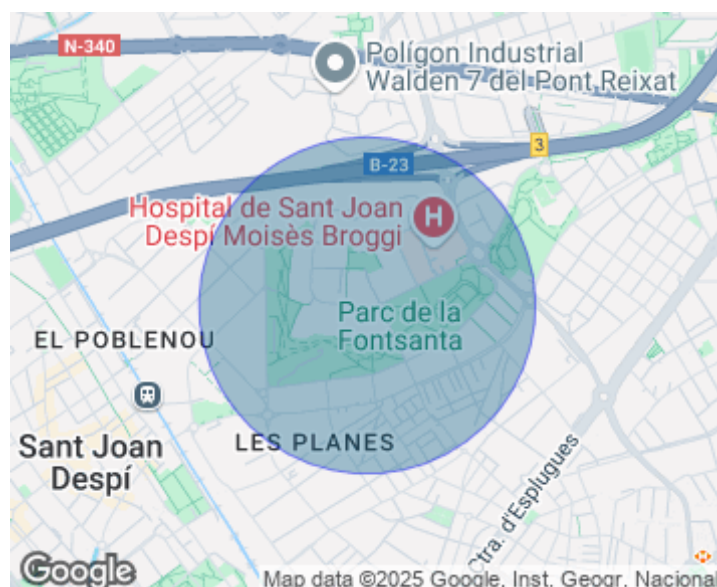 N-340
Polígon Industrial
Walden 7 del Pont Reixat
3
B-23
Hospital de Sant Joan
Despí Moisès Broggi
H
Parc de la
Fontsanta
EL POBLENOU
LES PLANES
Sant Joan
Despí
Ctra. d'Esplugues
Google
Map data ©2025 Google, Inst. Geogr. Naciona